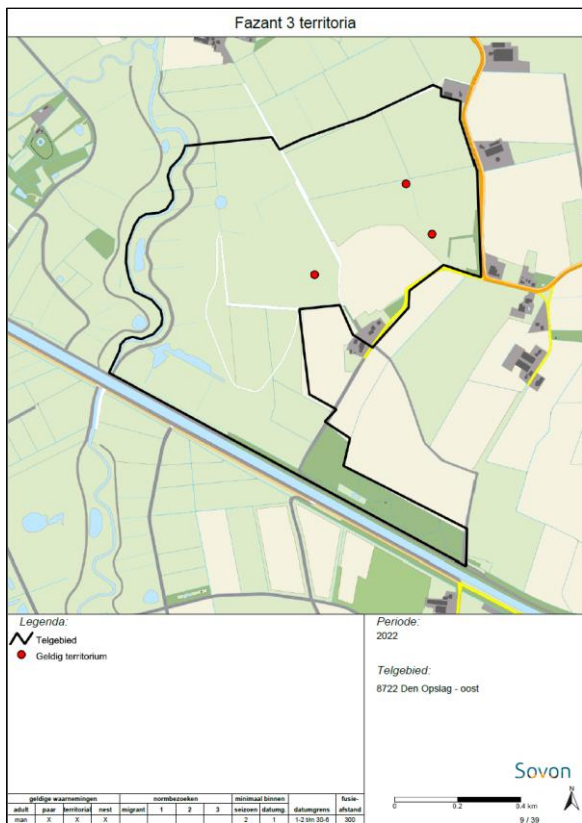 Fazant 3 territoria
Legenda:
Telgebied
Geldig territorium
Periode:
2022
Telgebied:
8722 Den Opslag - oost
Sovon
N
0 0.2 0.4 km
9 / 39
geldige waarnemingen normbezoeken minimaal binnen fusie-
adult paar territoriaal nest migrant 1 2 3 seizoen datumg. datumgrens afstand
man X X X 2 1 1-2 t/m 30-6 300